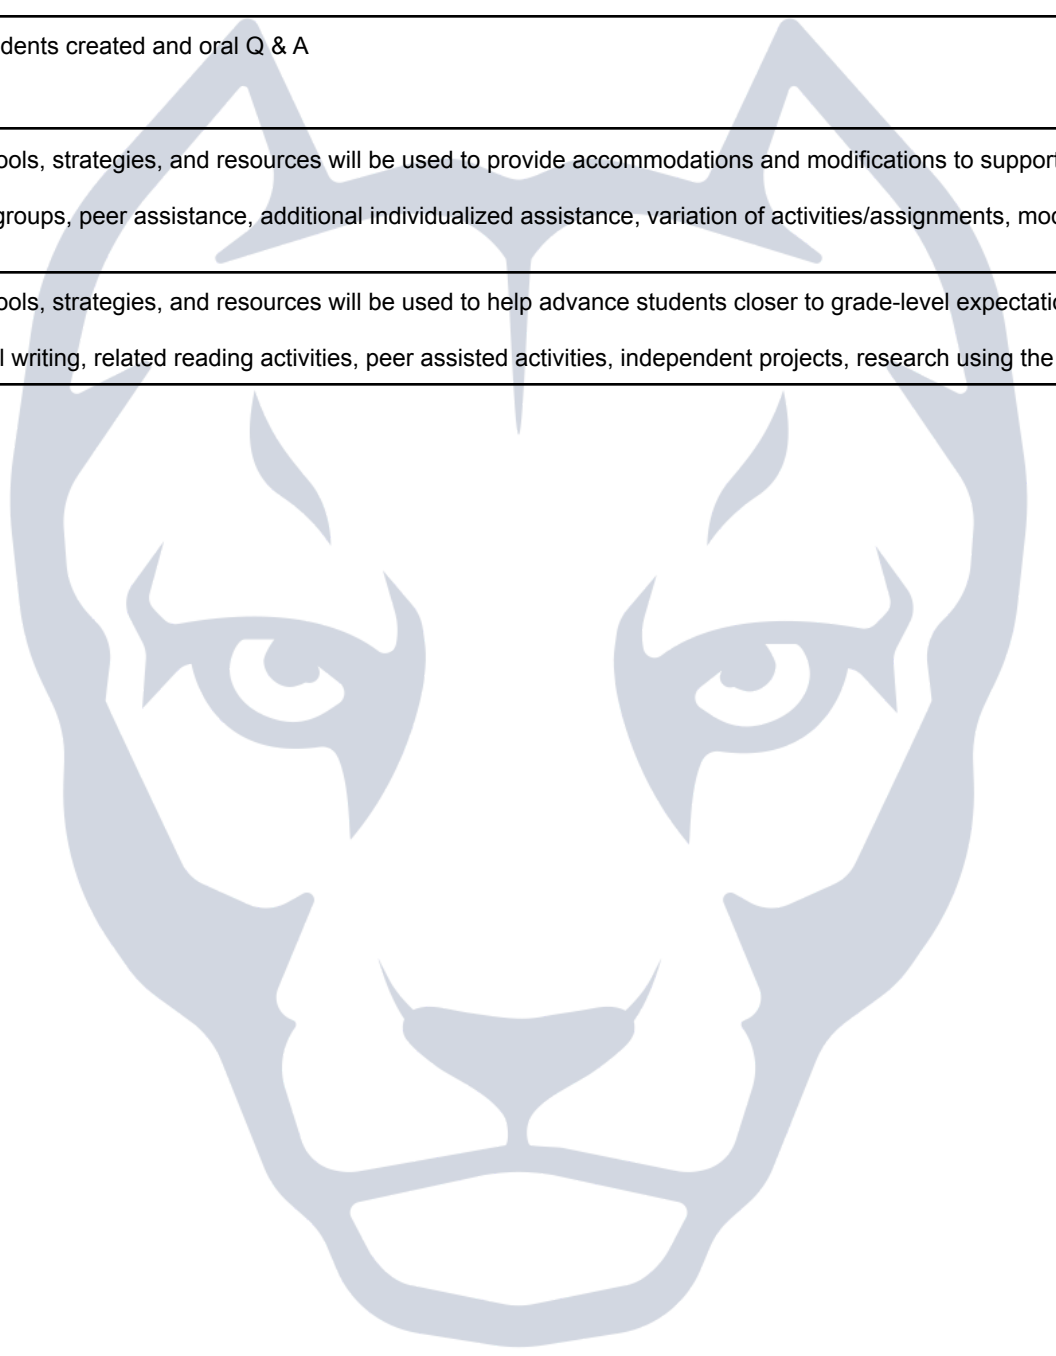 dents created and oral Q & A
ools, strategies, and resources will be used to provide accommodations and modifications to support
groups, peer assistance, additional individualized assistance, variation of activities/assignments, mod
ools, strategies, and resources will be used to help advance students closer to grade-level expectatio
l writing, related reading activities, peer assisted activities, independent projects, research using the